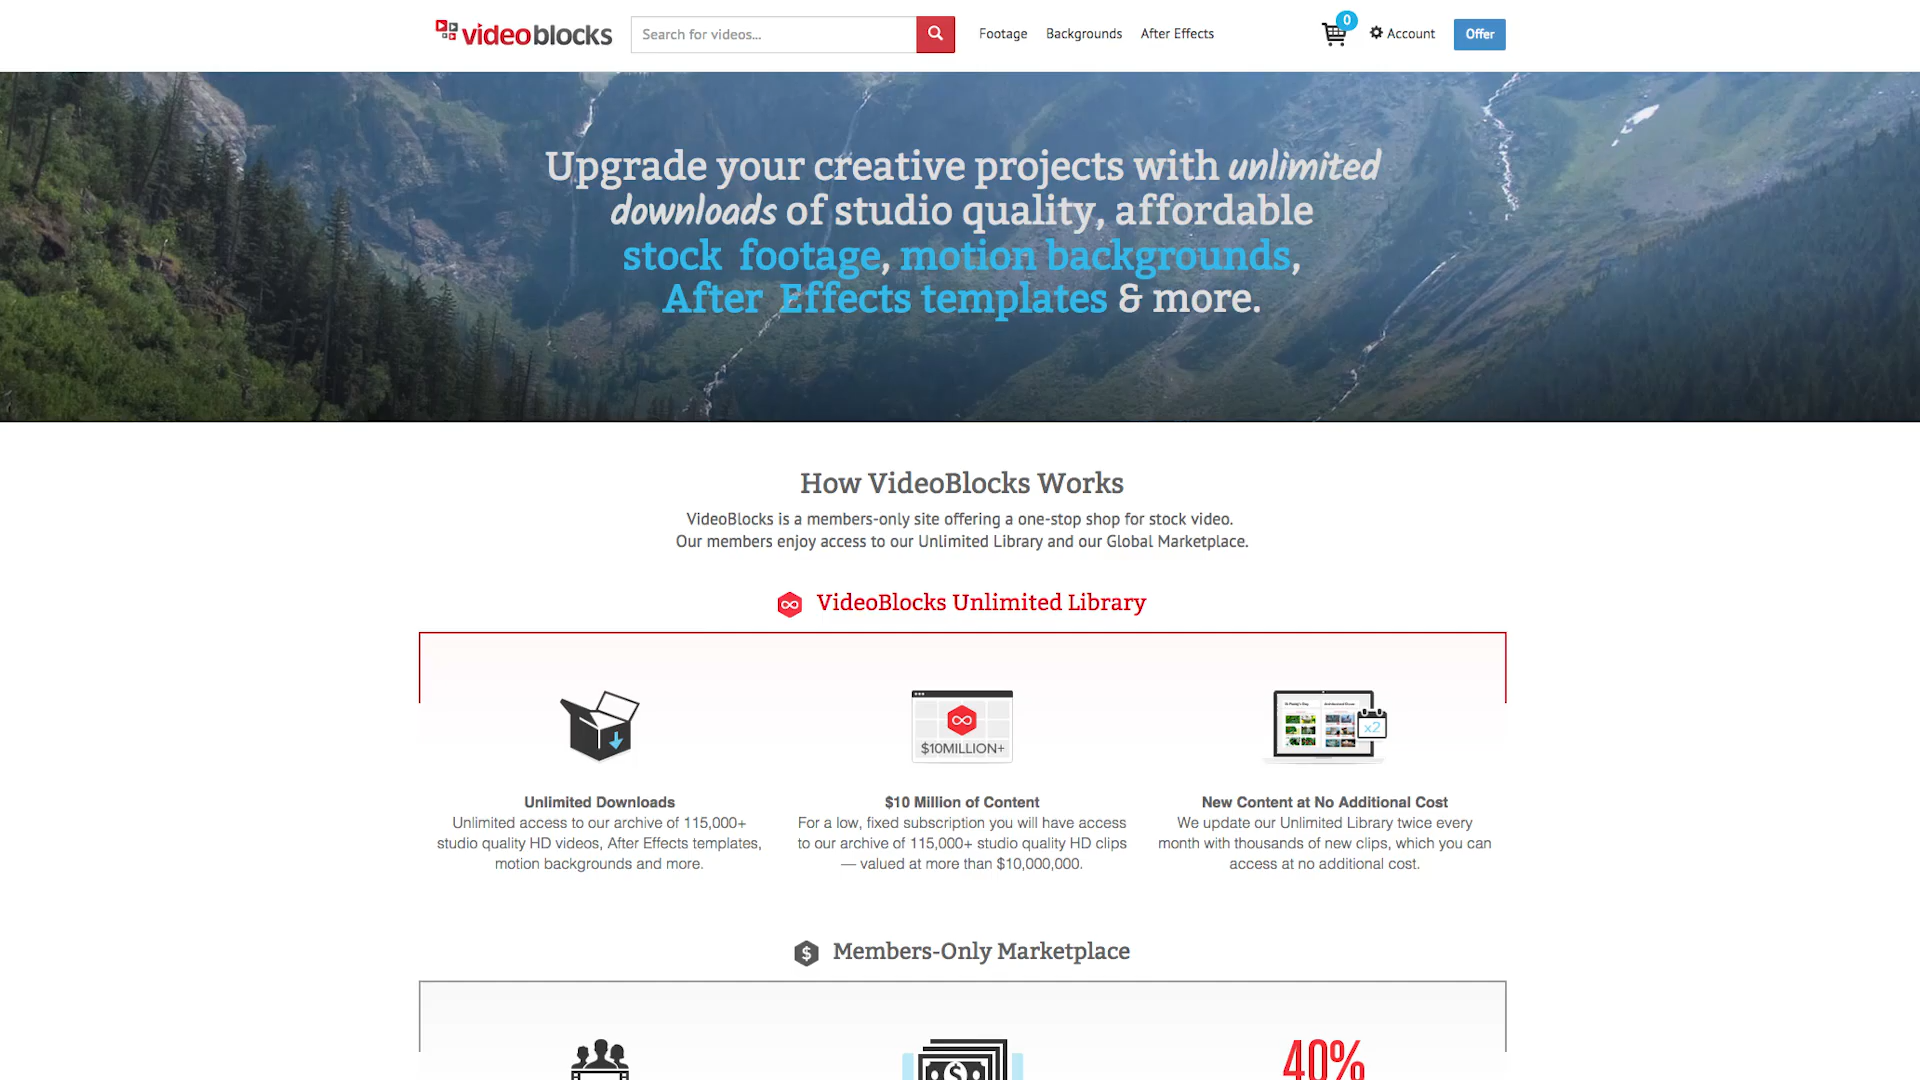 videoblocks
Search for videos...
Footage
Backgrounds
After Effects
0
Account
Offer
Upgrade your creative projects with unlimited
downloads of studio quality, affordable
stock footage, motion backgrounds,
After Effects templates & more.
How VideoBlocks Works
VideoBlocks is a members-only site offering a one-stop shop for stock video.
Our members enjoy access to our Unlimited Library and our Global Marketplace.
VideoBlocks Unlimited Library
$10MILLION+
x2
Unlimited Downloads
Unlimited access to our archive of 115,000+
studio quality HD videos, After Effects templates,
motion backgrounds and more.
$10 Million of Content
For a low, fixed subscription you will have access
to our archive of 115,000+ studio quality HD clips
— valued at more than $10,000,000.
New Content at No Additional Cost
We update our Unlimited Library twice every
month with thousands of new clips, which you can
access at no additional cost.
$ Members-Only Marketplace
$
40%